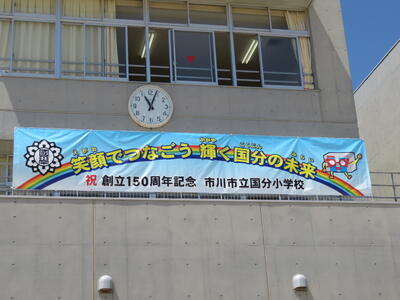 笑顔でつなごう 輝く国分の未来
祝 創立150周年記念 市川市立国分小学校